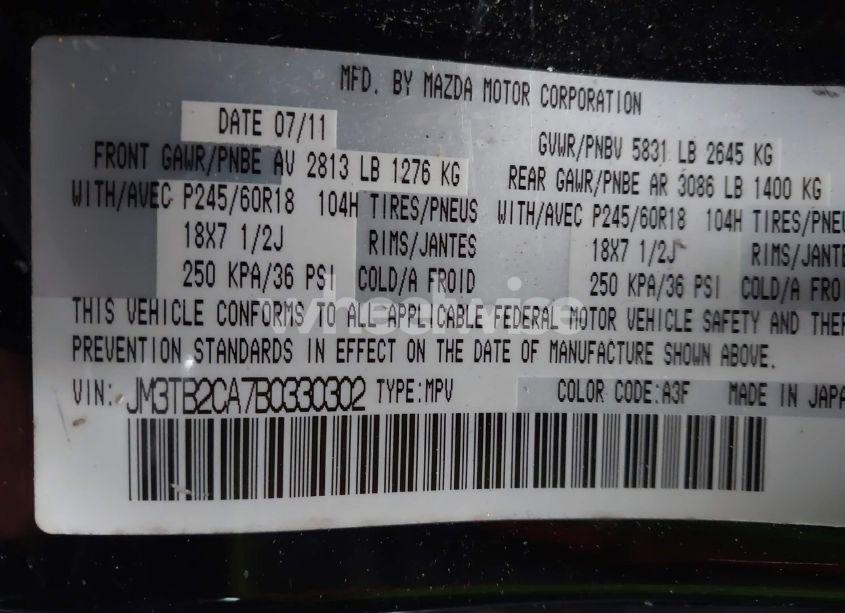 MFD. BY MAZDA MOTOR CORPORATION
DATE 07/11 GVWR/PNBV 5831 LB 2645 KG
FRONT GAWR/PNBE AV 2813 LB 1276 KG REAR GAWR/PNBE AR 3086 LB 1400 KG
WITH/AVEC P245/60R18 104H TIRES/PNEUS WITH/AVEC P245/60R18 104H TIRES/PNEU
18X7 1/2J RIMS/JANTES 18X7 1/2J RIMS/JANTE
250 KPA/36 PSI COLD/A FROID 250 KPA/36 PSI COLD/A FROI
wheelwise
THIS VEHICLE CONFORMS TO ALL APPLICABLE FEDERAL MOTOR VEHICLE SAFETY AND THEF
PREVENTION STANDARDS IN EFFECT ON THE DATE OF MANUFACTURE SHOWN ABOVE.
VIN: JM3TB2CA7B0330302 TYPE:MPV COLOR CODE:A3F MADE IN JAPA